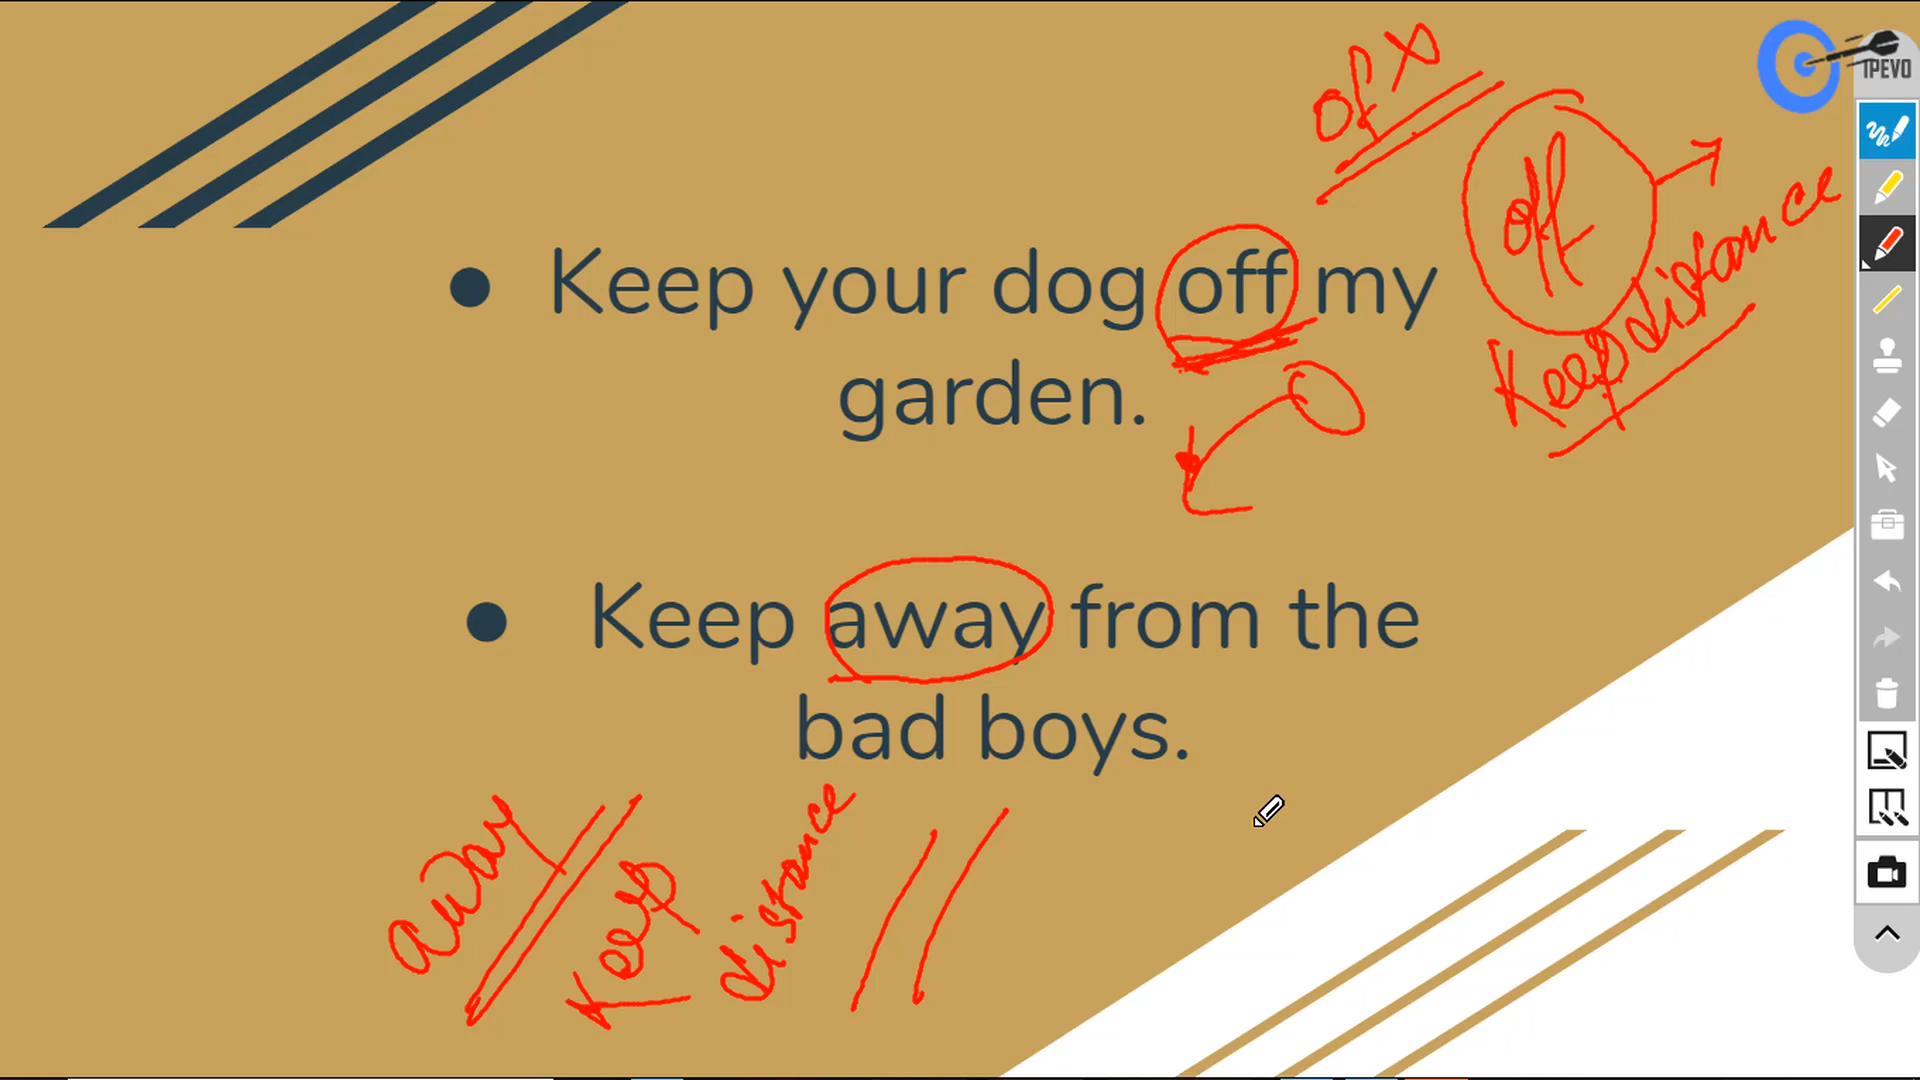 of x
off
Keep distance
IPEVO
● Keep your dog off my
garden.
● Keep away from the
bad boys.
away
Keep
distance